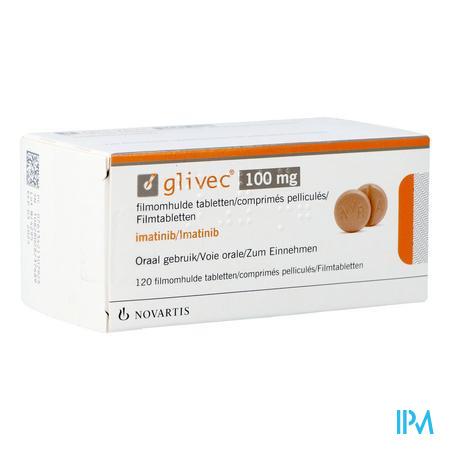 glivec® 100 mg
filmomhulde tabletten/comprimés pelliculés/
Filmtabletten
imatinib/Imatinib
Oraal gebruik/Voie orale/Zum Einnehmen
120 filmomhulde tabletten/comprimés pelliculés/Filmtabletten
NOVARTIS
NVR
IPM